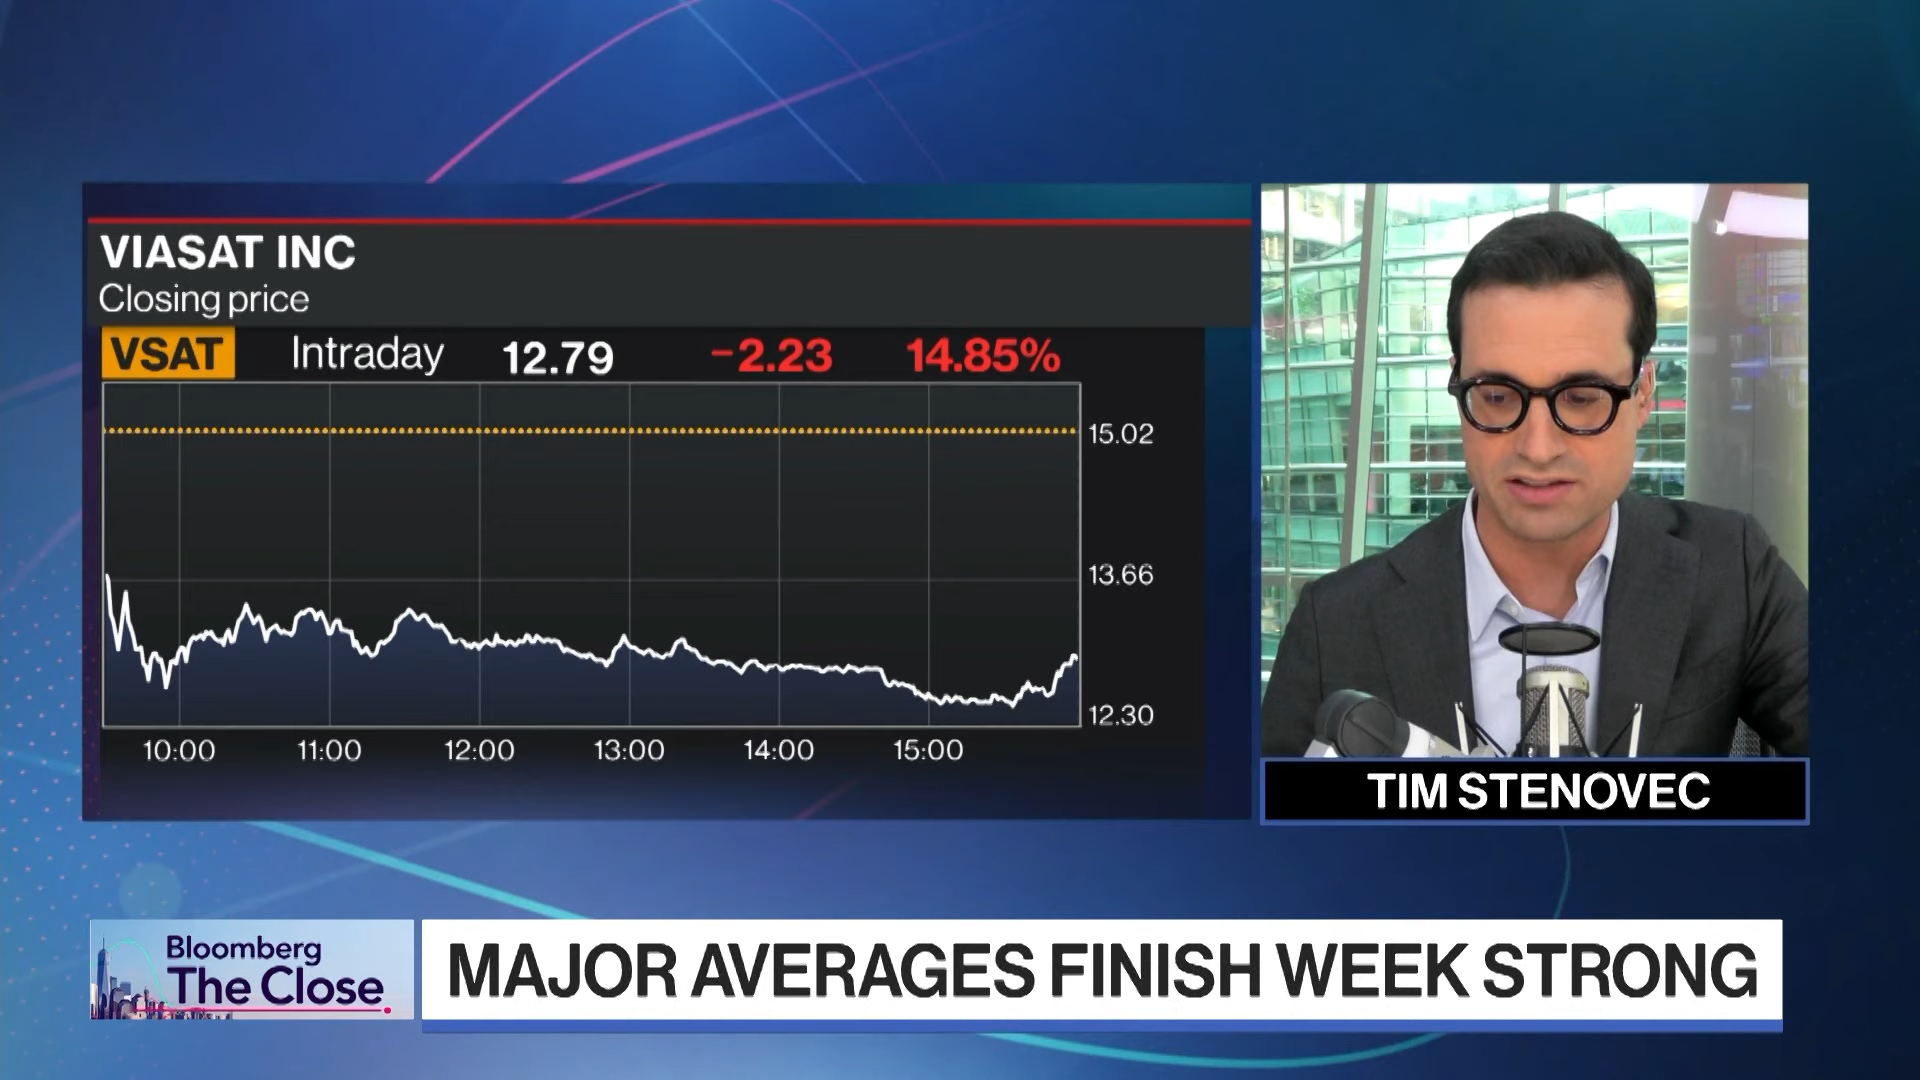 VIASAT INC
Closing price
VSAT Intraday 12.79 -2.23 14.85%
15.02
13.66
12.30
10:00 11:00 12:00 13:00 14:00 15:00
TIM STENOVEC
Bloomberg
The Close
MAJOR AVERAGES FINISH WEEK STRONG